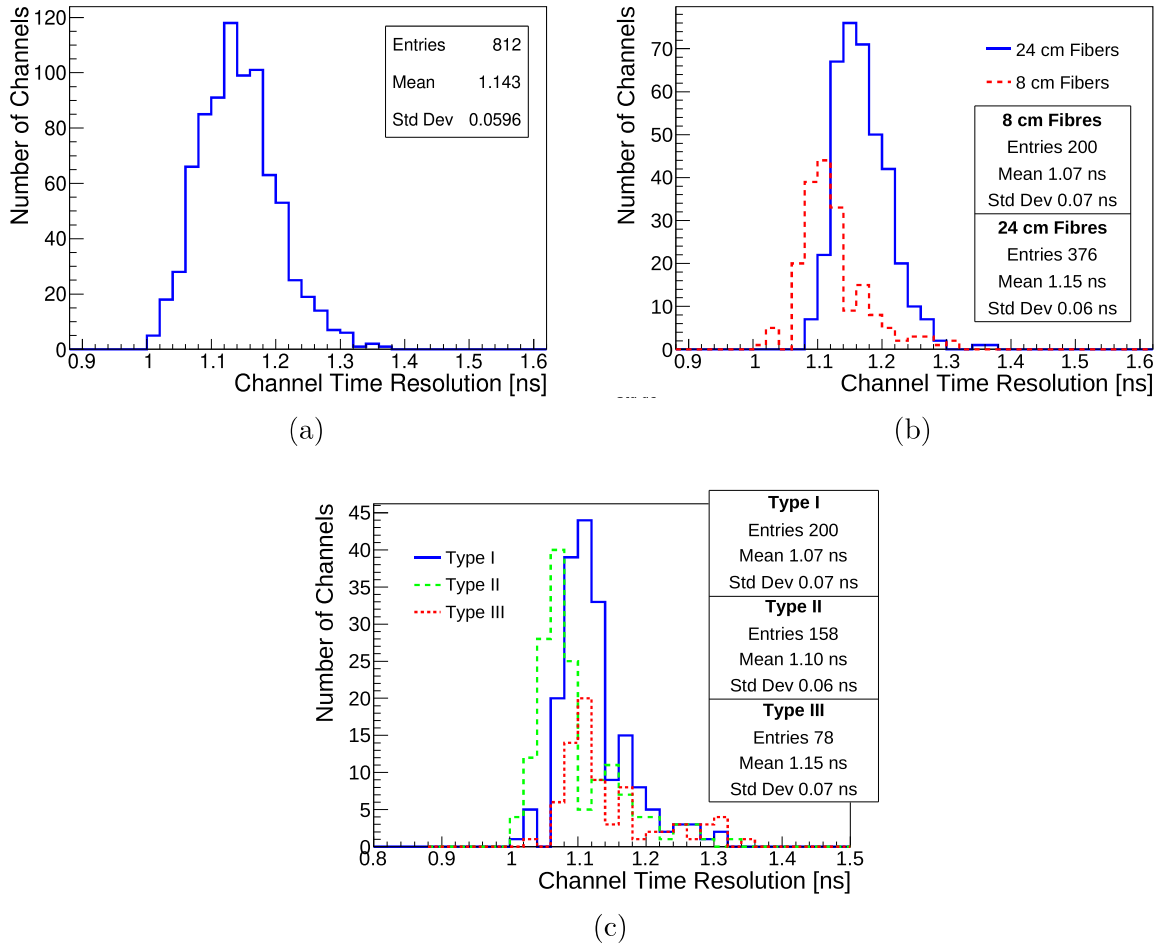 120
100
80
60
40
20
0
0.9 1 1.1 1.2 1.3 1.4 1.5 1.6
Number of Channels
Channel Time Resolution [ns]
Entries 812
Mean 1.143
Std Dev 0.0596
(a)
70
60
50
40
30
20
10
0
0.9 1 1.1 1.2 1.3 1.4 1.5 1.6
Number of Channels
Channel Time Resolution [ns]
24 cm Fibers
8 cm Fibers
8 cm Fibres
Entries 200
Mean 1.07 ns
Std Dev 0.07 ns
24 cm Fibres
Entries 376
Mean 1.15 ns
Std Dev 0.06 ns
(b)
45
40
35
30
25
20
15
10
5
0
0.8 0.9 1 1.1 1.2 1.3 1.4 1.5
Number of Channels
Channel Time Resolution [ns]
Type I
Type II
Type III
Type I
Entries 200
Mean 1.07 ns
Std Dev 0.07 ns
Type II
Entries 158
Mean 1.10 ns
Std Dev 0.06 ns
Type III
Entries 78
Mean 1.15 ns
Std Dev 0.07 ns
(c)